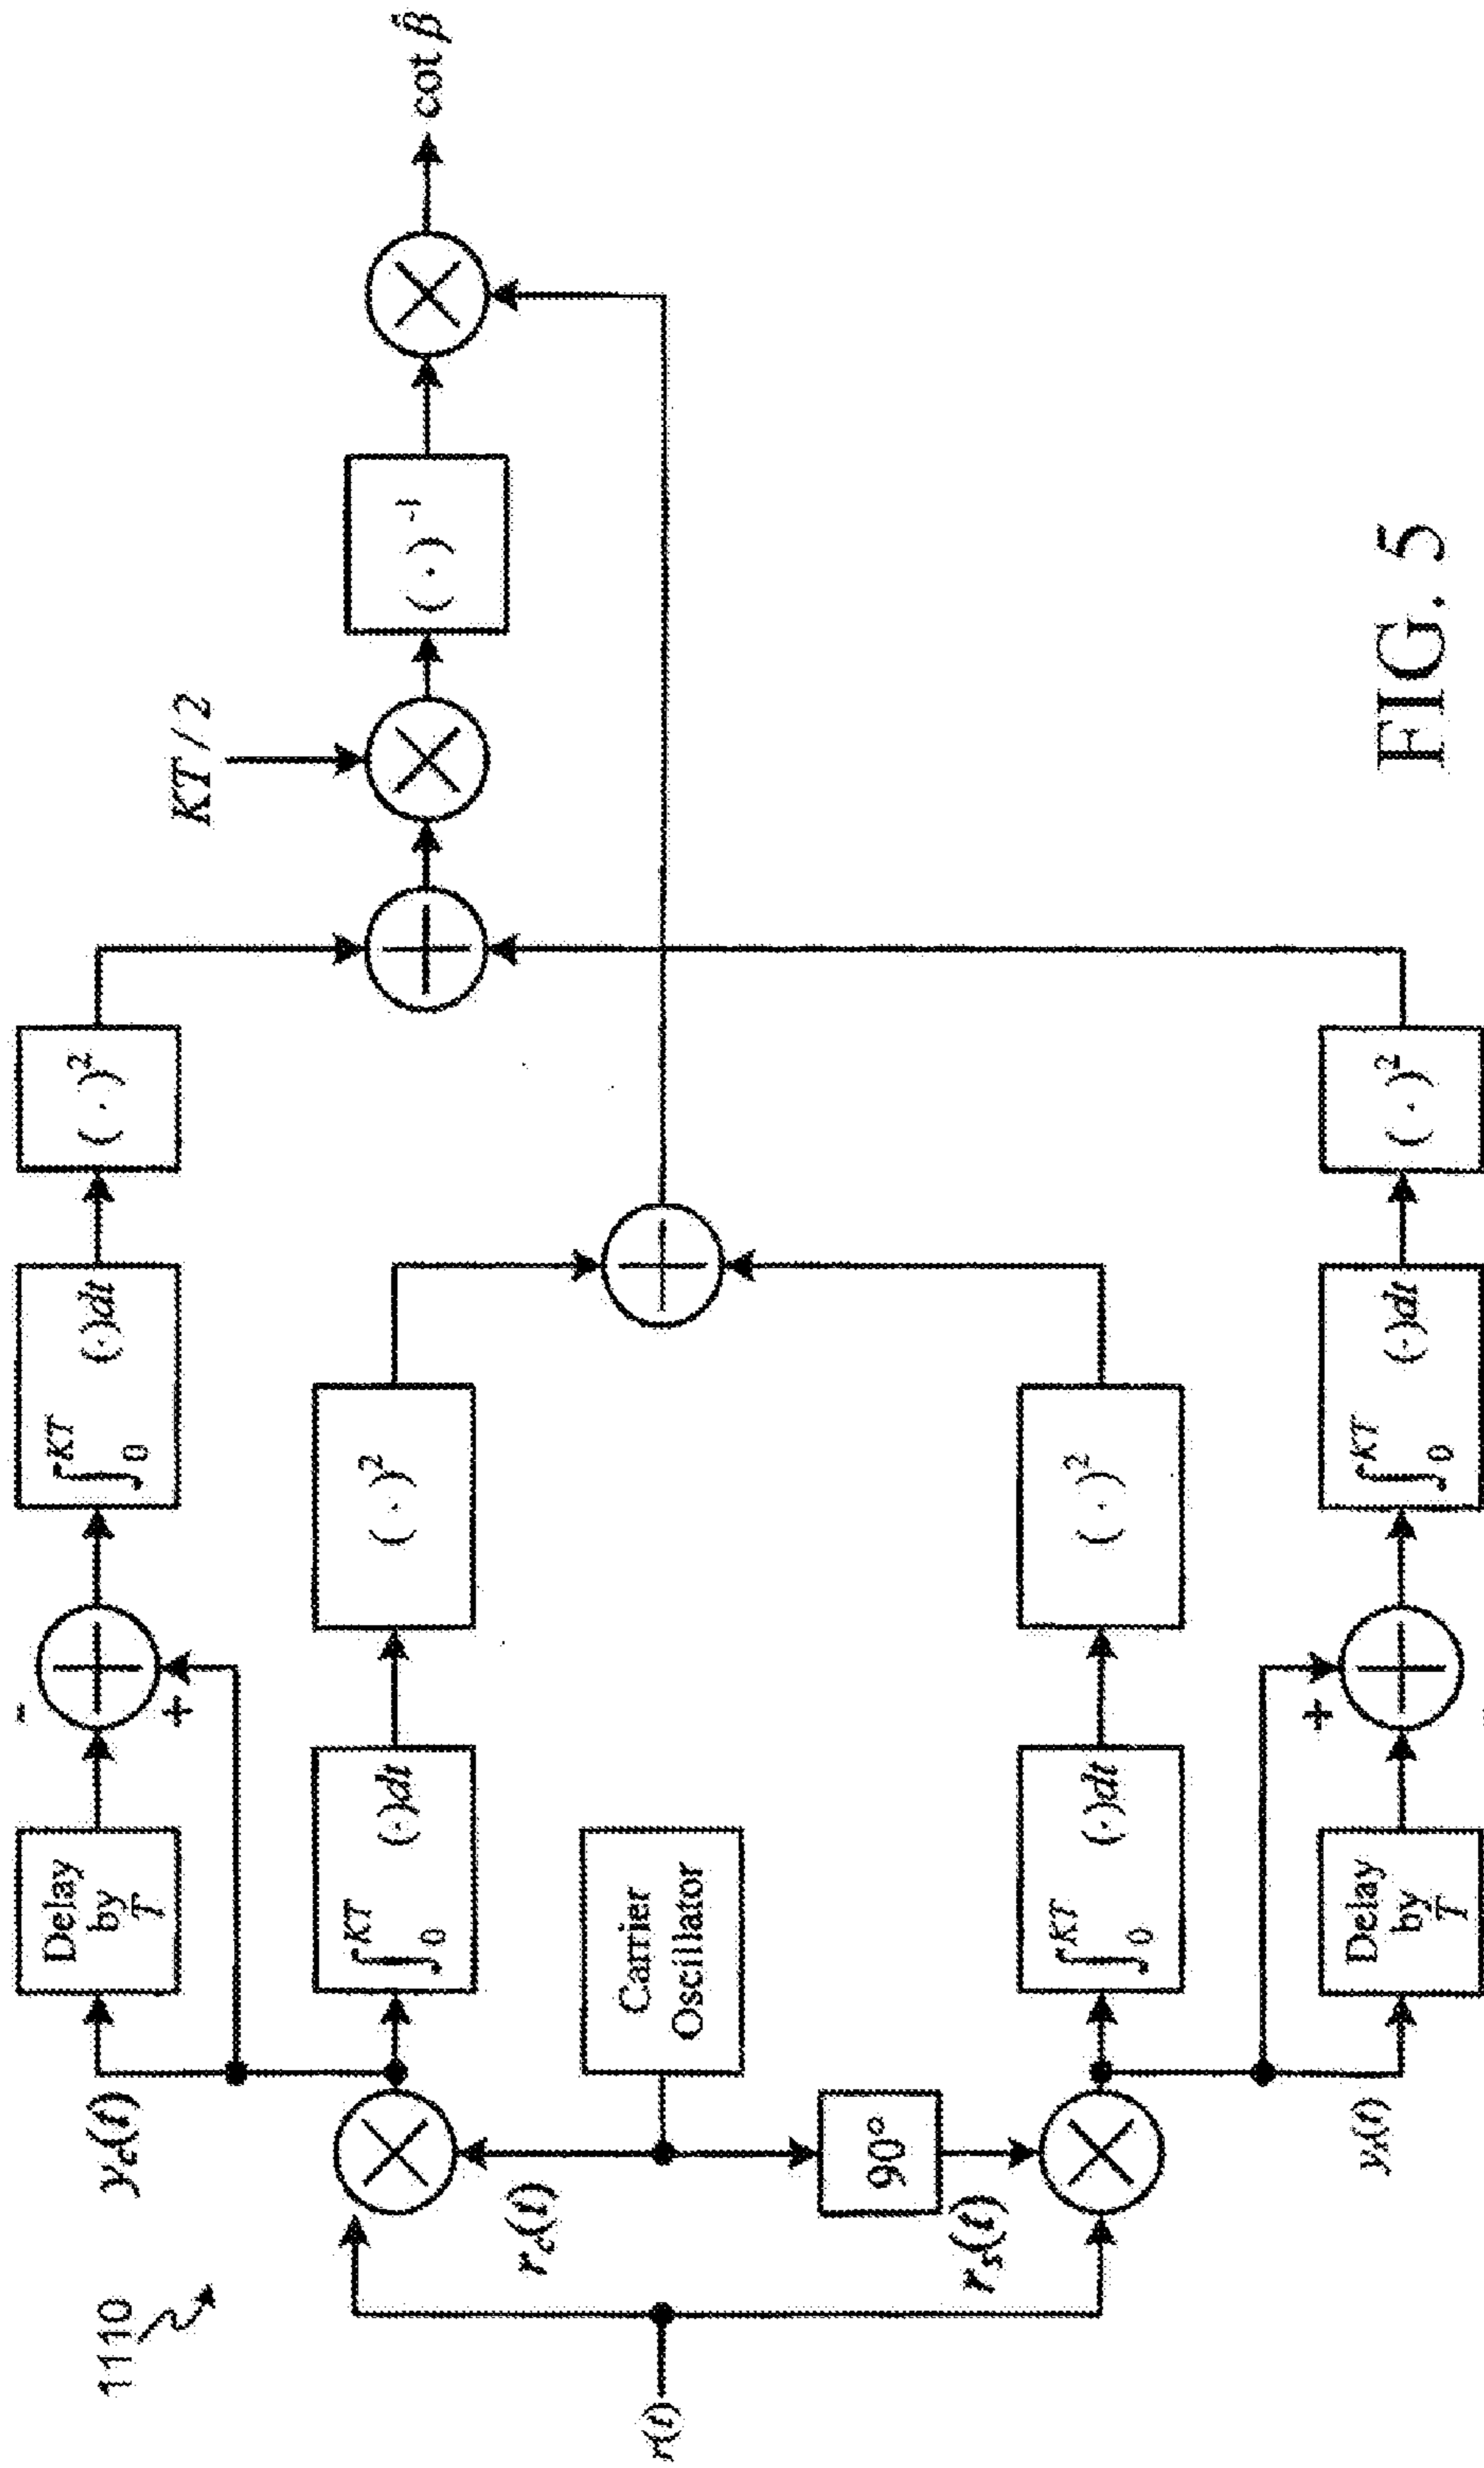 1110
r(t)
r_c(t)
r_s(t)
90°
Carrier
Oscillator
y_c(t)
Delay
by
T
-
+
∫_0^{KT} (·)dt
( · )^2
∫_0^{KT} (·)dt
( · )^2
∫_0^{KT} (·)dt
( · )^2
y_s(t)
Delay
by
T
+
∫_0^{KT} (·)dt
( · )^2
KT / 2
( · )^{-1}
cot β̂
FIG. 5